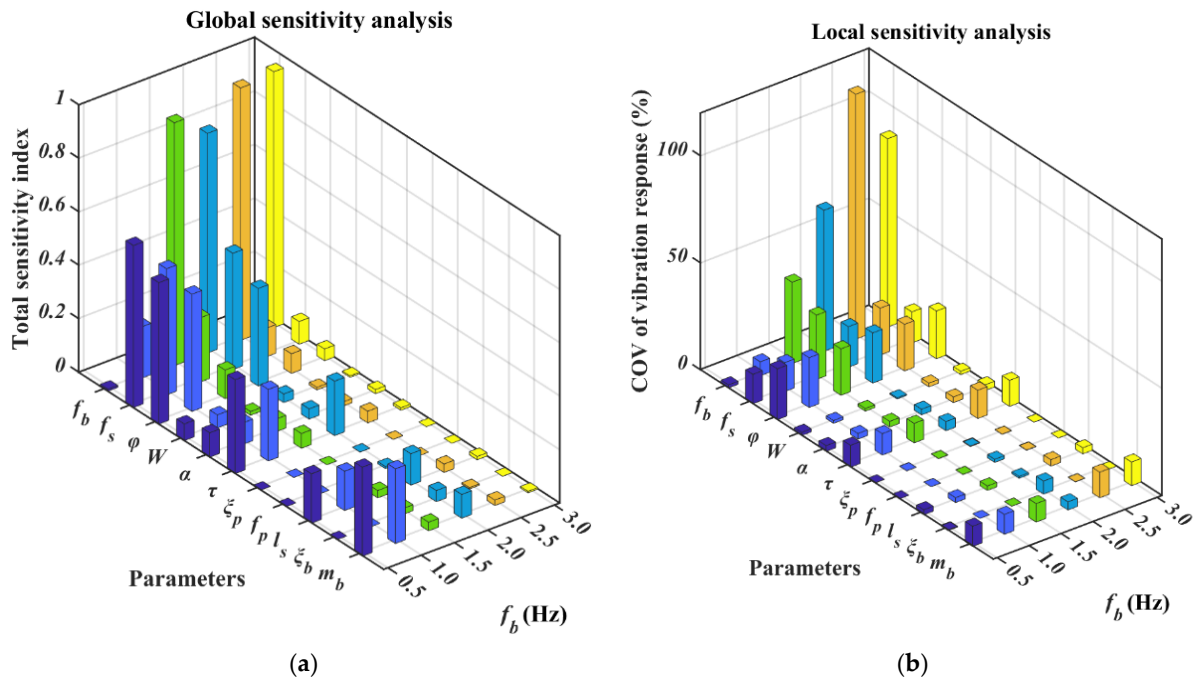 Global sensitivity analysis
Total sensitivity index
1
0.8
0.6
0.4
0.2
0
f_b f_s φ W α τ ξ_p f_p l_s ξ_b m_b
Parameters
0.5 1.0 1.5 2.0 2.5 3.0
f_b (Hz)
(a)
Local sensitivity analysis
COV of vibration response (%)
100
50
0
f_b f_s φ W α τ ξ_p f_p l_s ξ_b m_b
Parameters
0.5 1.0 1.5 2.0 2.5 3.0
f_b (Hz)
(b)